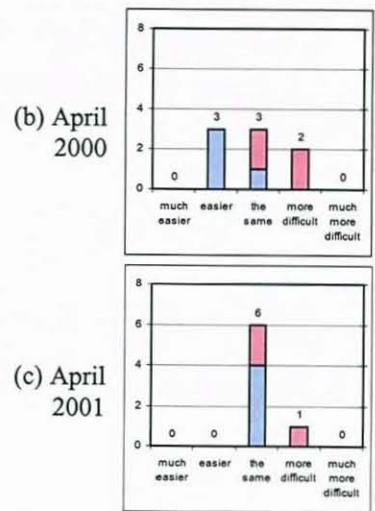 (b) April
2000
8
6
4
2
0
0
3
3
2
0
much
easier
easier
the
same
more
difficult
much
more
difficult
(c) April
2001
8
6
4
2
0
0
0
6
1
0
much
easier
easier
the
same
more
difficult
much
more
difficult